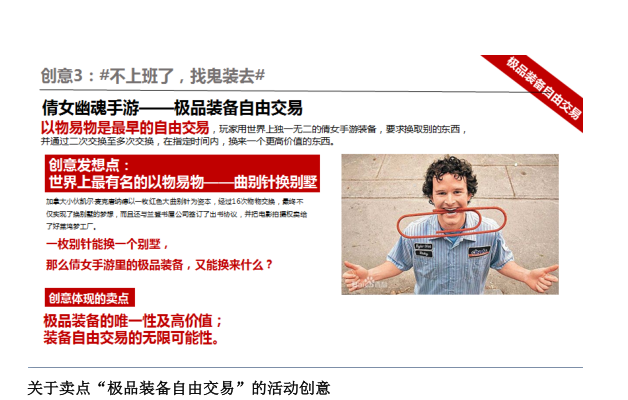 极品装备自由交易
创意3：#不上班了，找鬼装去#
倩女幽魂手游——极品装备自由交易
以物易物是最早的自由交易，玩家用世界上独一无二的倩女手游装备，要求换取别的东西，
并通过二次交换至多次交换，在指定时间内，换来一个更高价值的东西。
创意发想点：
世界上最有名的以物易物——曲别针换别墅
加拿大小伙凯尔·麦克唐纳德以一枚红色大曲别针为资本，经过16次物物交换，最终不
仅实现了换别墅的梦想，而且还与兰登书屋公司签订了出书协议，并把电影拍摄权卖给
了好莱坞梦工厂。
一枚别针能换一个别墅，
那么倩女手游里的极品装备，又能换来什么？
创意体现的卖点
极品装备的唯一性及高价值；
装备自由交易的无限可能性。
关于卖点“极品装备自由交易”的活动创意